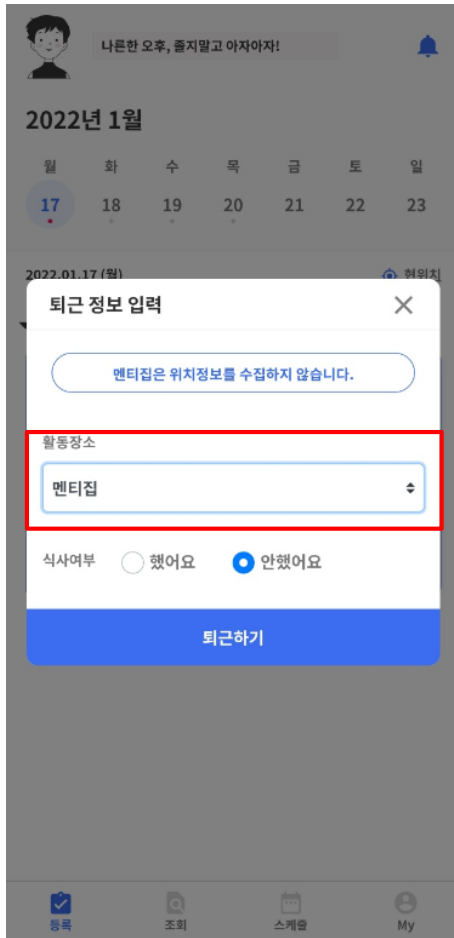 나른한 오후, 졸지말고 아자아자!
2022년 1월
월 화 수 목 금 토 일
17 18 19 20 21 22 23
2022.01.17 (월) 현위치
퇴근 정보 입력
멘티집은 위치정보를 수집하지 않습니다.
활동장소
멘티집
식사여부 했어요 안했어요
퇴근하기
등록 조회 스케줄 My